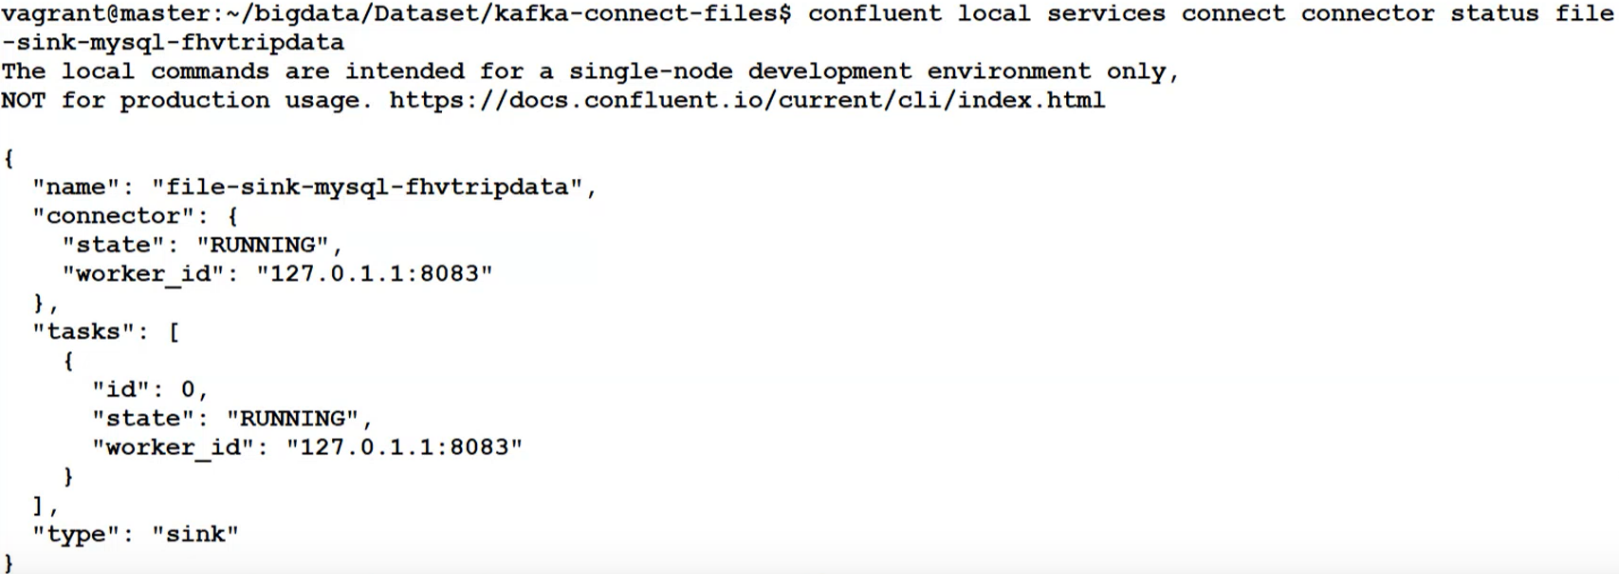 vagrant@master:~/bigdata/Dataset/kafka-connect-files$ confluent local services connect connector status file
-sink-mysql-fhvtripdata
The local commands are intended for a single-node development environment only,
NOT for production usage. https://docs.confluent.io/current/cli/index.html

{
  "name": "file-sink-mysql-fhvtripdata",
  "connector": {
    "state": "RUNNING",
    "worker_id": "127.0.1.1:8083"
  },
  "tasks": [
    {
      "id": 0,
      "state": "RUNNING",
      "worker_id": "127.0.1.1:8083"
    }
  ],
  "type": "sink"
}